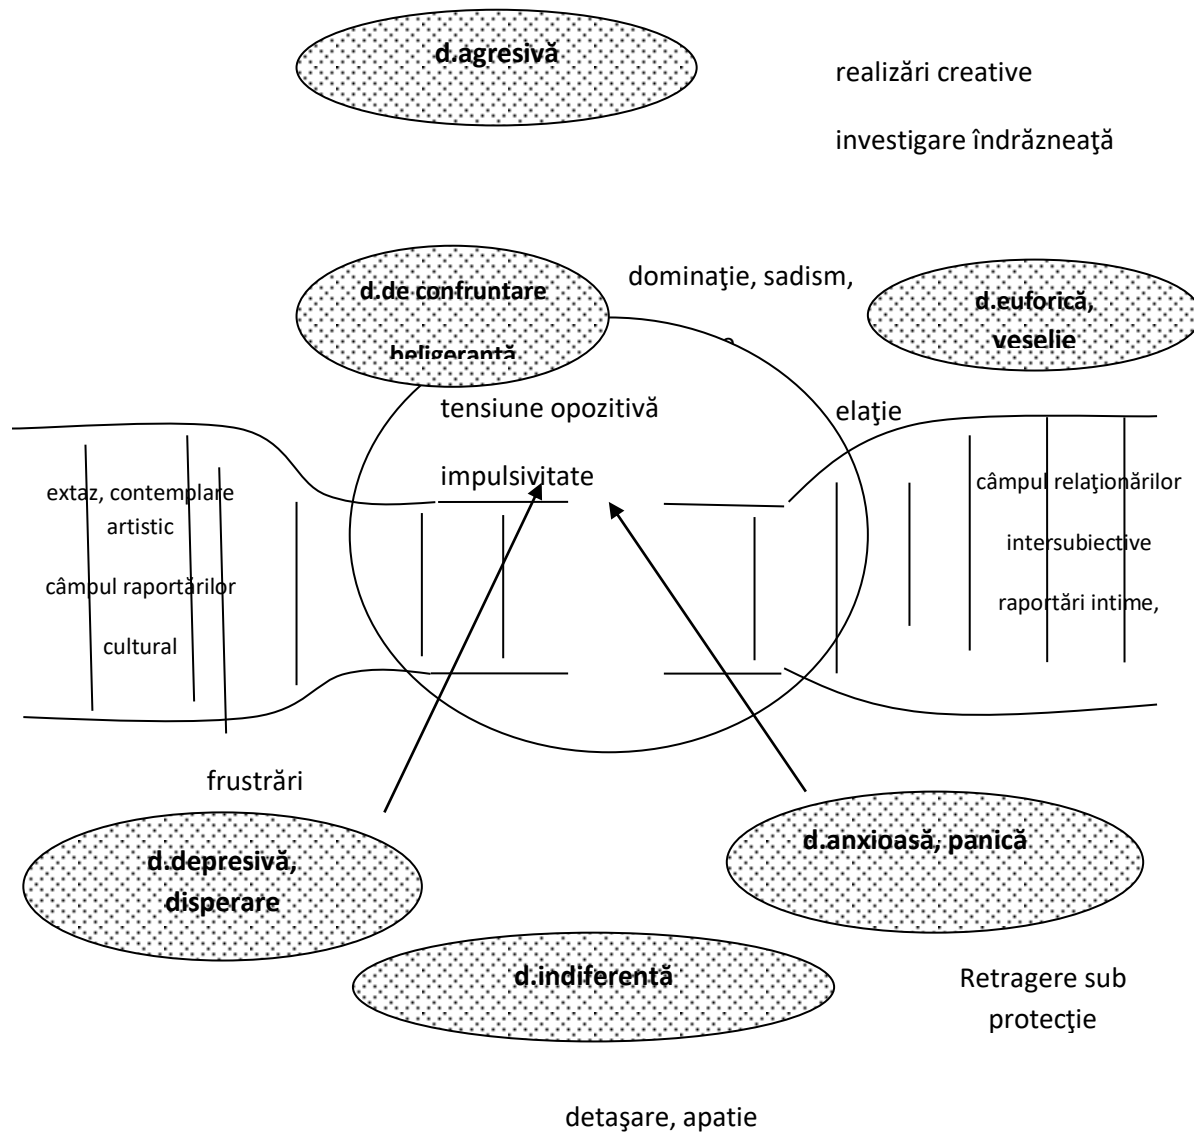 d.agresivă
realizări creative
investigare îndrăzneaţă
d.de confruntare
beligerantă
dominaţie, sadism,
d.euforică,
veselie
tensiune opozitivă
elaţie
impulsivitate
extaz, contemplare
artistic
câmpul raportărilor
cultural
câmpul relaţionărilor
intersubiective
raportări intime,
frustrări
d.depresivă,
disperare
d.anxioasă, panică
d.indiferentă
Retragere sub
protecţie
detaşare, apatie